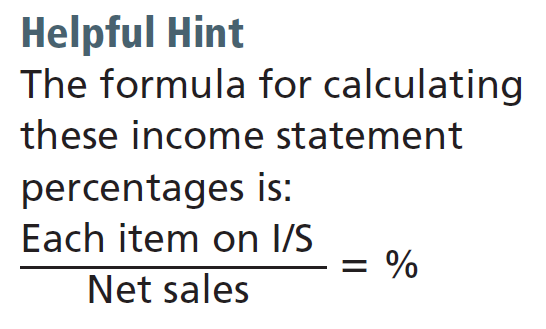 Helpful Hint
The formula for calculating
these income statement
percentages is:
Each item on I/S
= %
Net sales